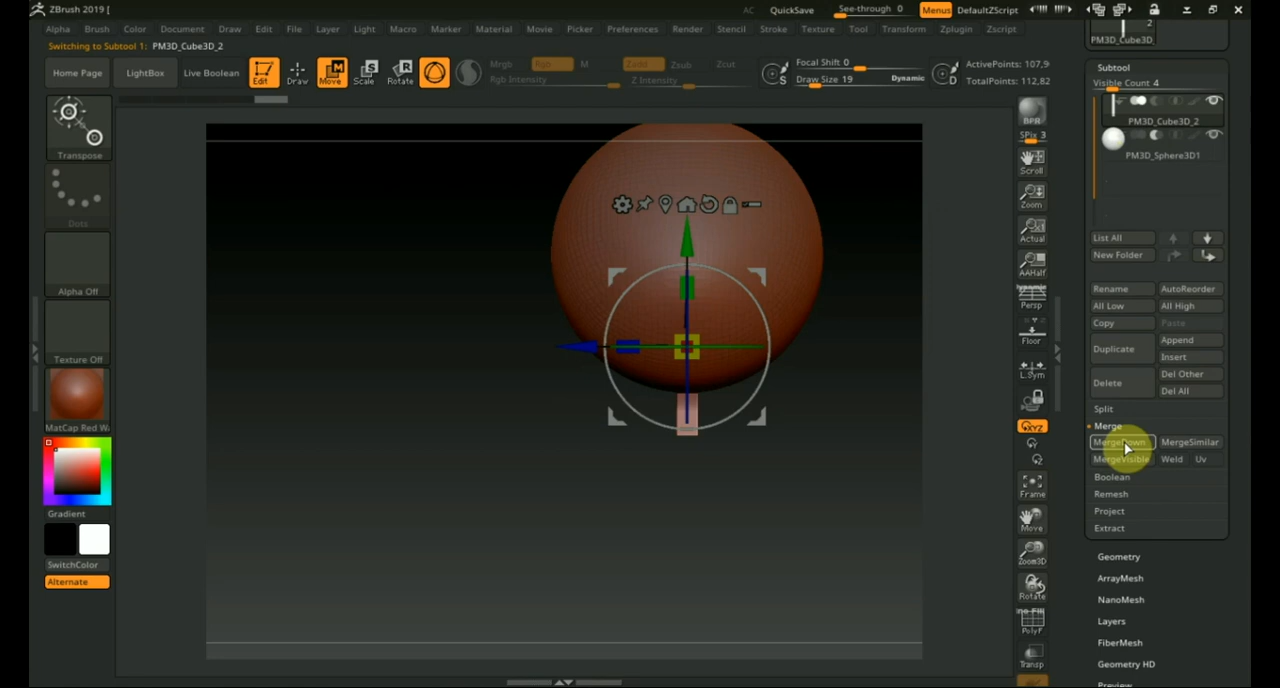 ZBrush 2019 [
AC QuickSave See-through 0 Menus DefaultZScript
Alpha Brush Color Document Draw Edit File Layer Light Macro Marker Material Movie Picker Preferences Render Stencil Stroke Texture Tool Transform Zplugin Zscript
Switching to Subtool 1: PM3D_Cube3D_2
Home Page LightBox Live Boolean Edit Draw Move Scale Rotate
Mrgb Rgb M Zadd Zsub Zcut
Rgb Intensity Z Intensity
S Focal Shift 0
Draw Size 19 Dynamic
D ActivePoints: 107,9
TotalPoints: 112,82
Transpose
Dots
Alpha Off
Texture Off
MatCap Red W
Gradient
SwitchColor
Alternate
BPR
SPix 3
Scroll
Zoom
Actual
AAHalf
Dynamic
Persp
Floor
L.Sym
XYZ
Frame
Move
Zoom3D
Rotate
PolyF
Transp
2
PM3D_Cube3D_
Subtool
Visible Count 4
PM3D_Cube3D_2
PM3D_Sphere3D1
List All
New Folder
Rename AutoReorder
All Low All High
Copy Paste
Duplicate Append
Insert
Delete Del Other
Del All
Split
Merge
MergeDown MergeSimilar
MergeVisible Weld Uv
Boolean
Remesh
Project
Extract
Geometry
ArrayMesh
NanoMesh
Layers
FiberMesh
Geometry HD
Preview